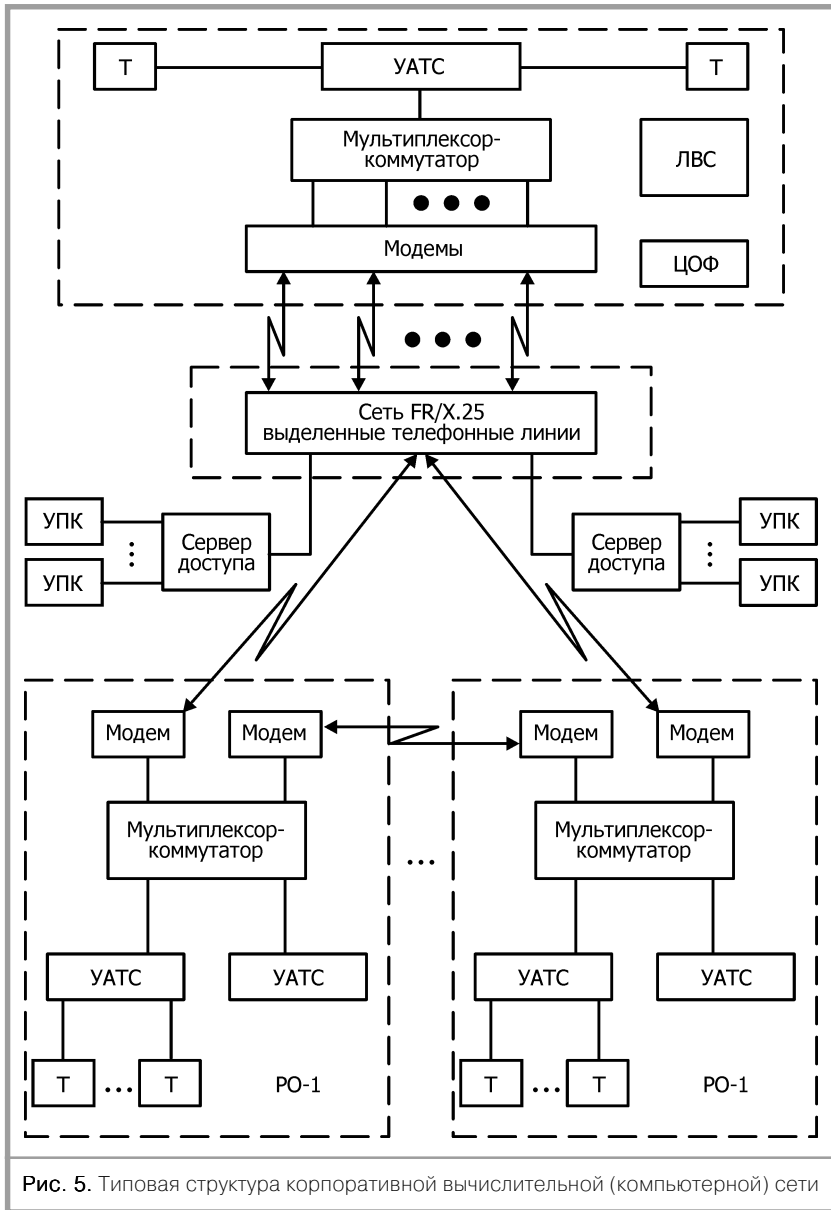 Т
УАТС
Т
Мультиплексор-
коммутатор
ЛВС
Модемы
ЦОФ
Сеть FR/X.25
выделенные телефонные линии
УПК
УПК
Сервер
доступа
Сервер
доступа
УПК
УПК
Модем
Модем
Мультиплексор-
коммутатор
УАТС
УАТС
Т
...
Т
РО-1
...
Модем
Модем
Мультиплексор-
коммутатор
УАТС
УАТС
Т
...
Т
РО-1
Рис. 5. Типовая структура корпоративной вычислительной (компьютерной) сети